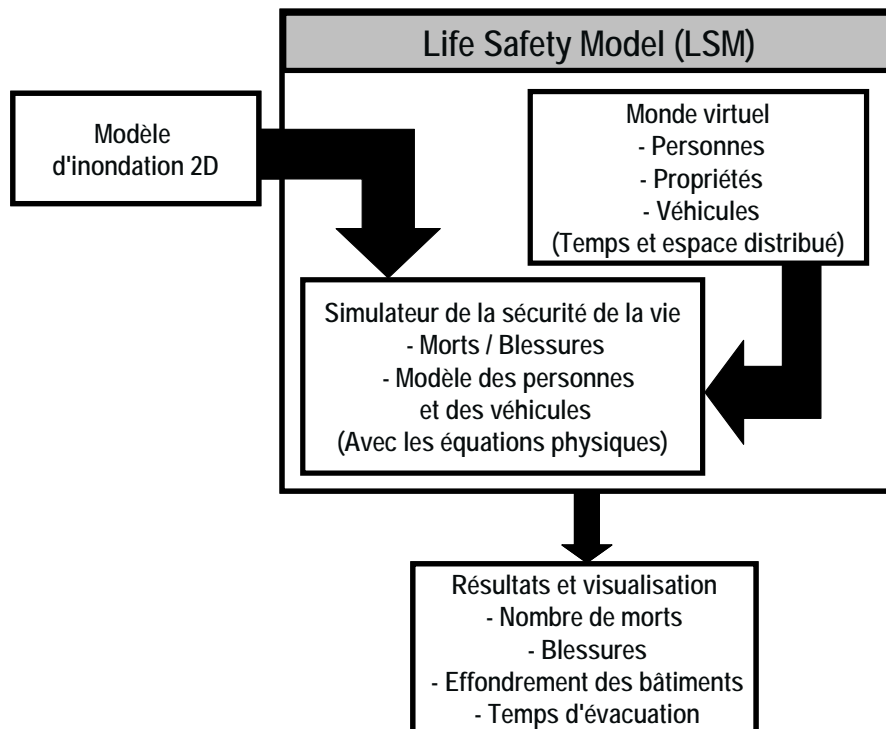 Life Safety Model (LSM)
Modèle
d'inondation 2D
Monde virtuel
- Personnes
- Propriétés
- Véhicules
(Temps et espace distribué)
Simulateur de la sécurité de la vie
- Morts / Blessures
- Modèle des personnes
et des véhicules
(Avec les équations physiques)
Résultats et visualisation
- Nombre de morts
- Blessures
- Effondrement des bâtiments
- Temps d'évacuation